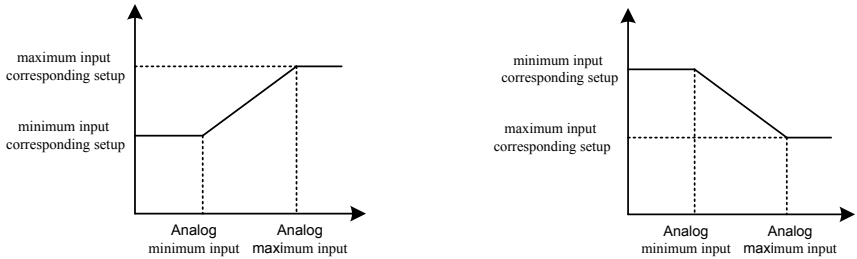 maximum input
corresponding setup
minimum input
corresponding setup
Analog
minimum input
Analog
maximum input
minimum input
corresponding setup
maximum input
corresponding setup
Analog
minimum input
Analog
maximum input